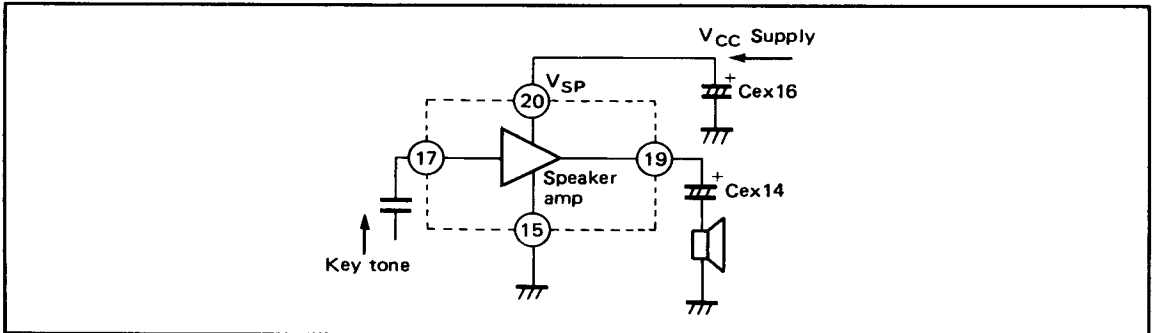 VCC Supply
VSP
20
+
Cex16
17
19
Speaker
amp
+
Cex14
15
Key tone